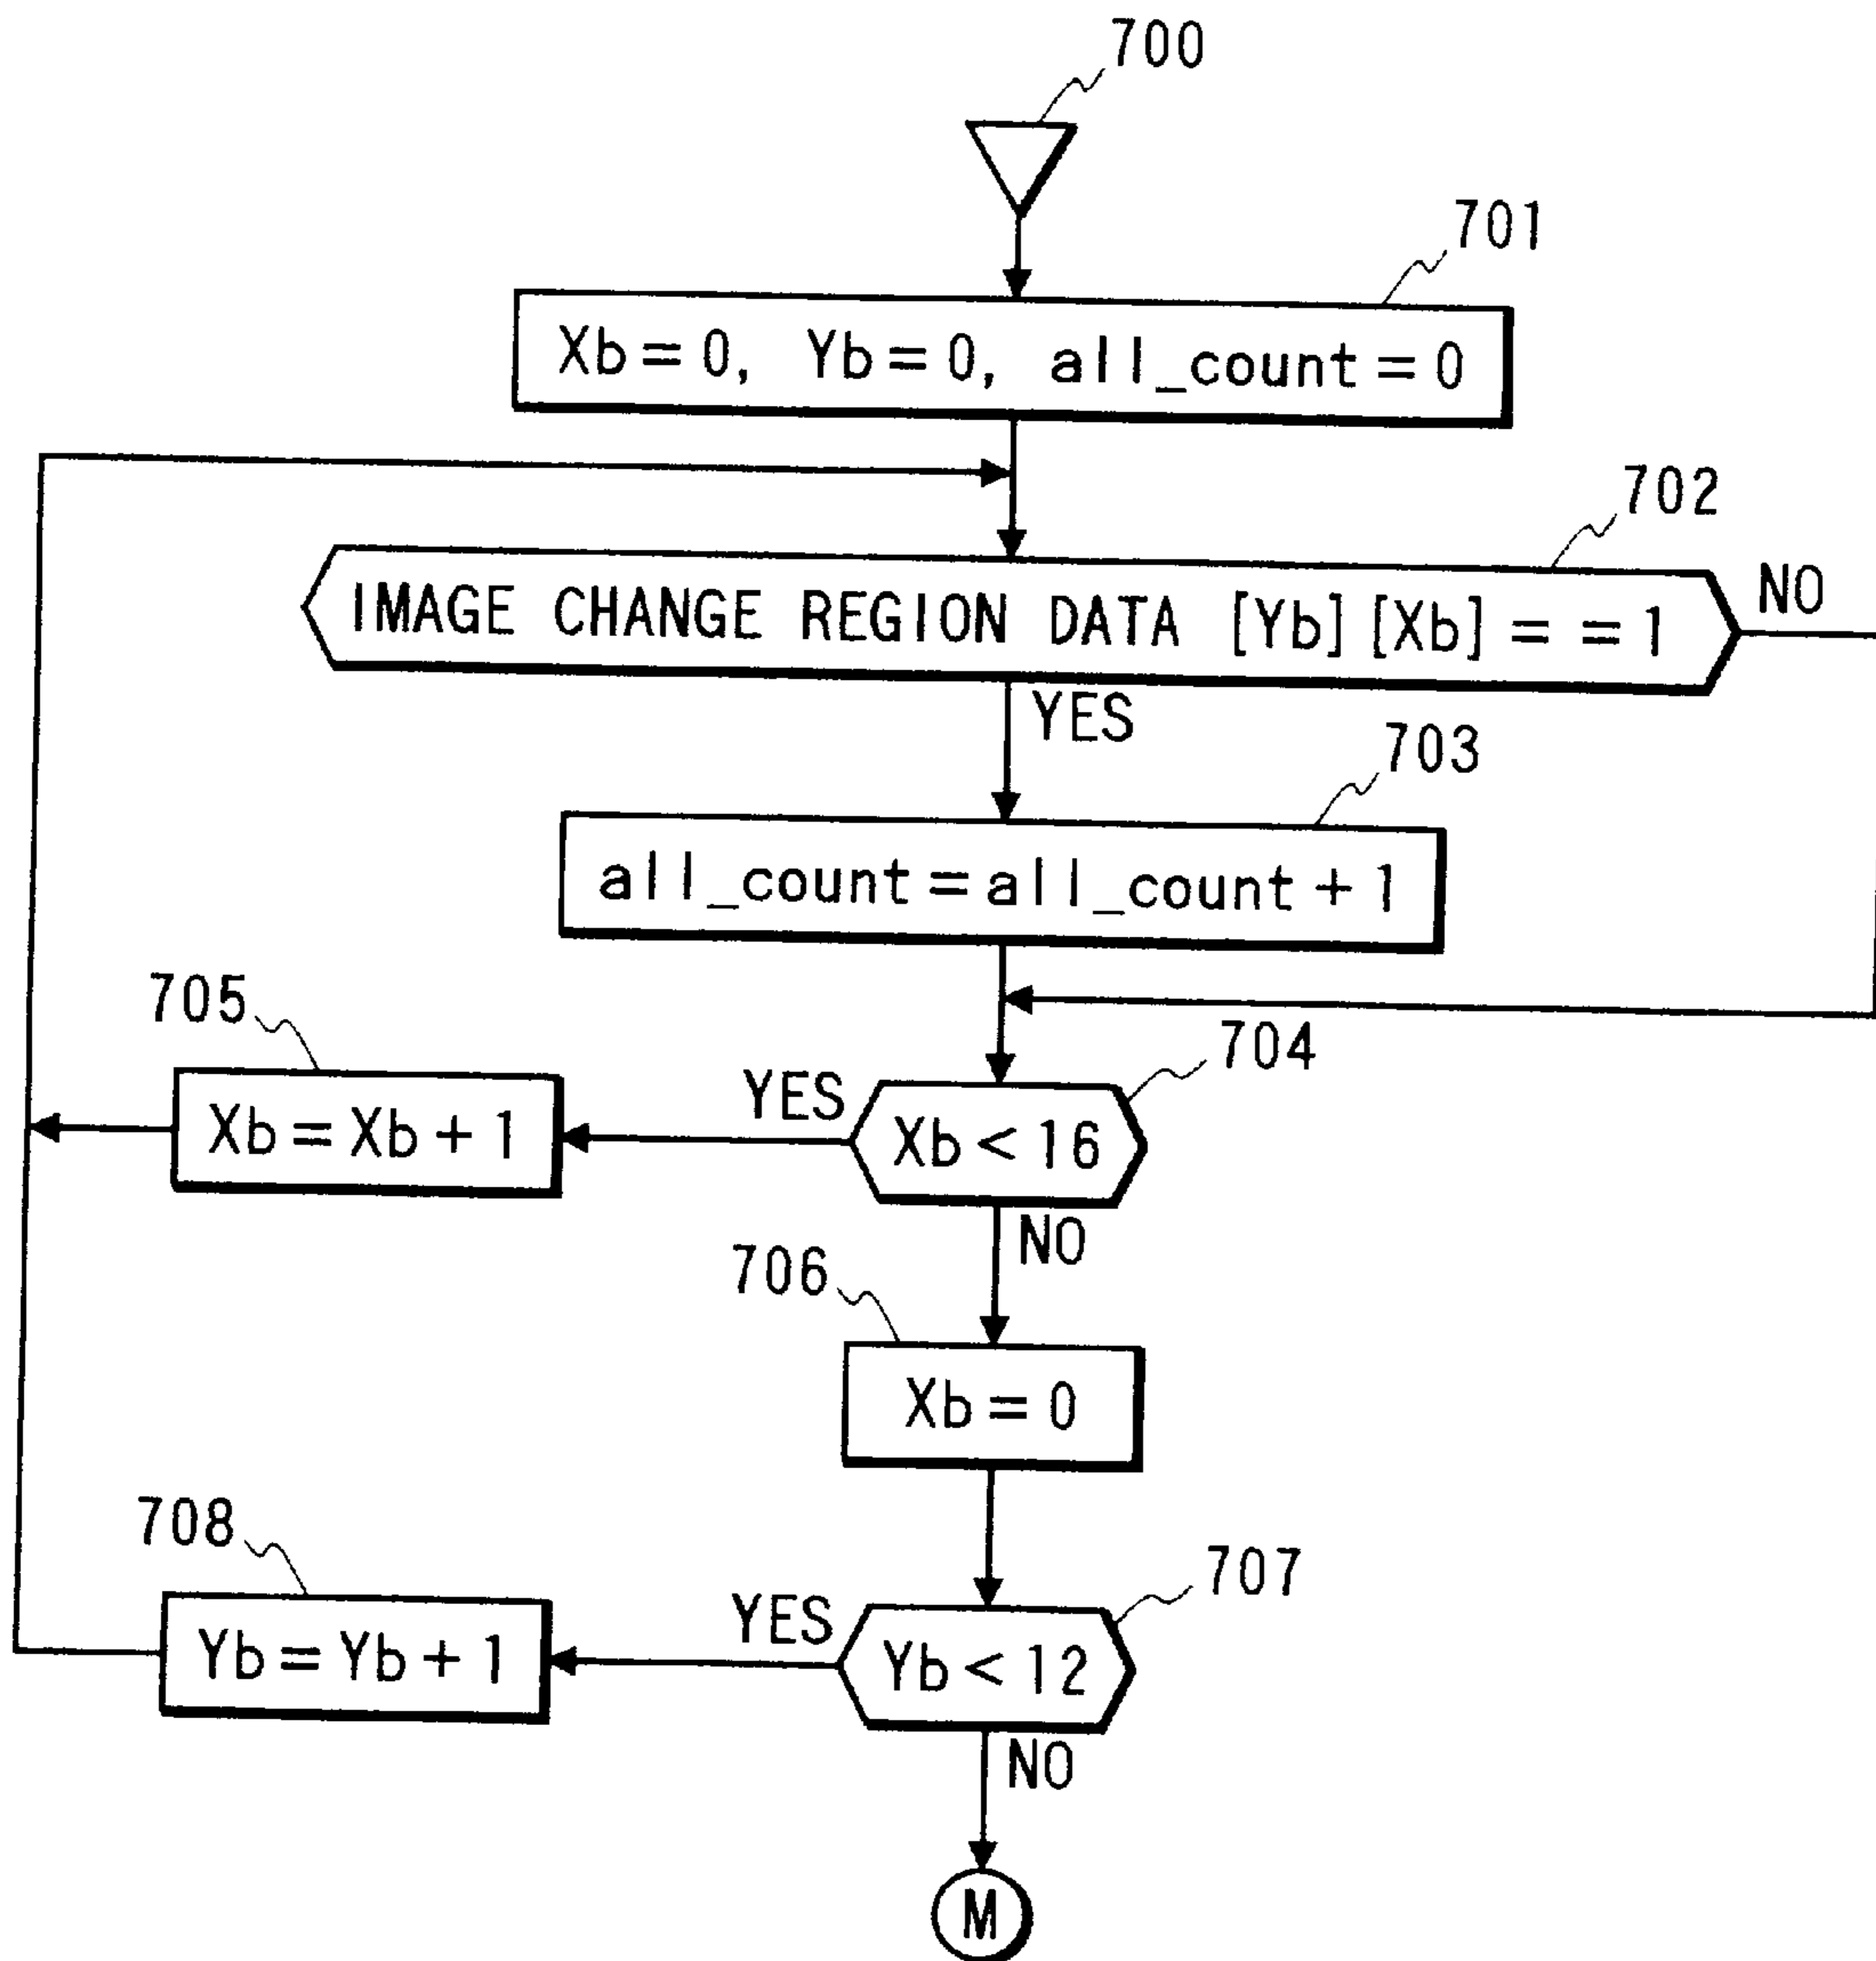 700
701
Xb=0, Yb=0, all_count=0
702
IMAGE CHANGE REGION DATA [Yb][Xb]==1
NO
YES
703
all_count=all_count+1
705
704
YES
Xb=Xb+1
Xb<16
NO
706
Xb=0
708
707
YES
Yb=Yb+1
Yb<12
NO
M